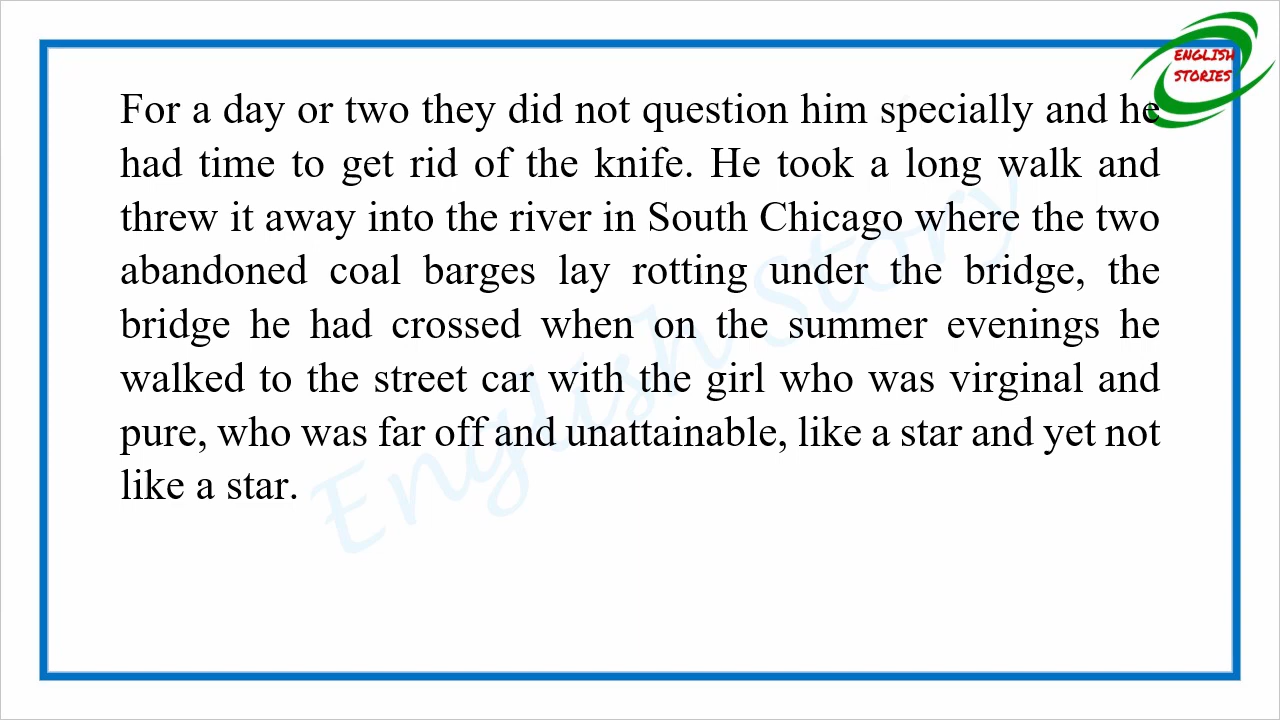 ENGLISH
STORIES
For a day or two they did not question him specially and he
had time to get rid of the knife. He took a long walk and
threw it away into the river in South Chicago where the two
abandoned coal barges lay rotting under the bridge, the
bridge he had crossed when on the summer evenings he
walked to the street car with the girl who was virginal and
pure, who was far off and unattainable, like a star and yet not
like a star.
English Story